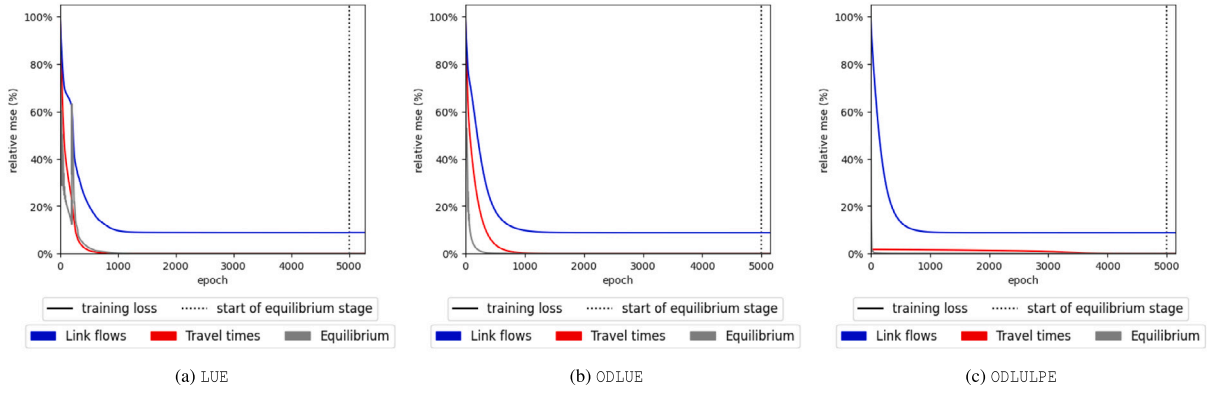 100%
80%
60%
40%
20%
0%
relative mse (%)
0 1000 2000 3000 4000 5000
epoch
training loss start of equilibrium stage
Link flows Travel times Equilibrium
(a) LUE
100%
80%
60%
40%
20%
0%
relative mse (%)
0 1000 2000 3000 4000 5000
epoch
training loss start of equilibrium stage
Link flows Travel times Equilibrium
(b) ODLUE
100%
80%
60%
40%
20%
0%
relative mse (%)
0 1000 2000 3000 4000 5000
epoch
training loss start of equilibrium stage
Link flows Travel times Equilibrium
(c) ODLULPE